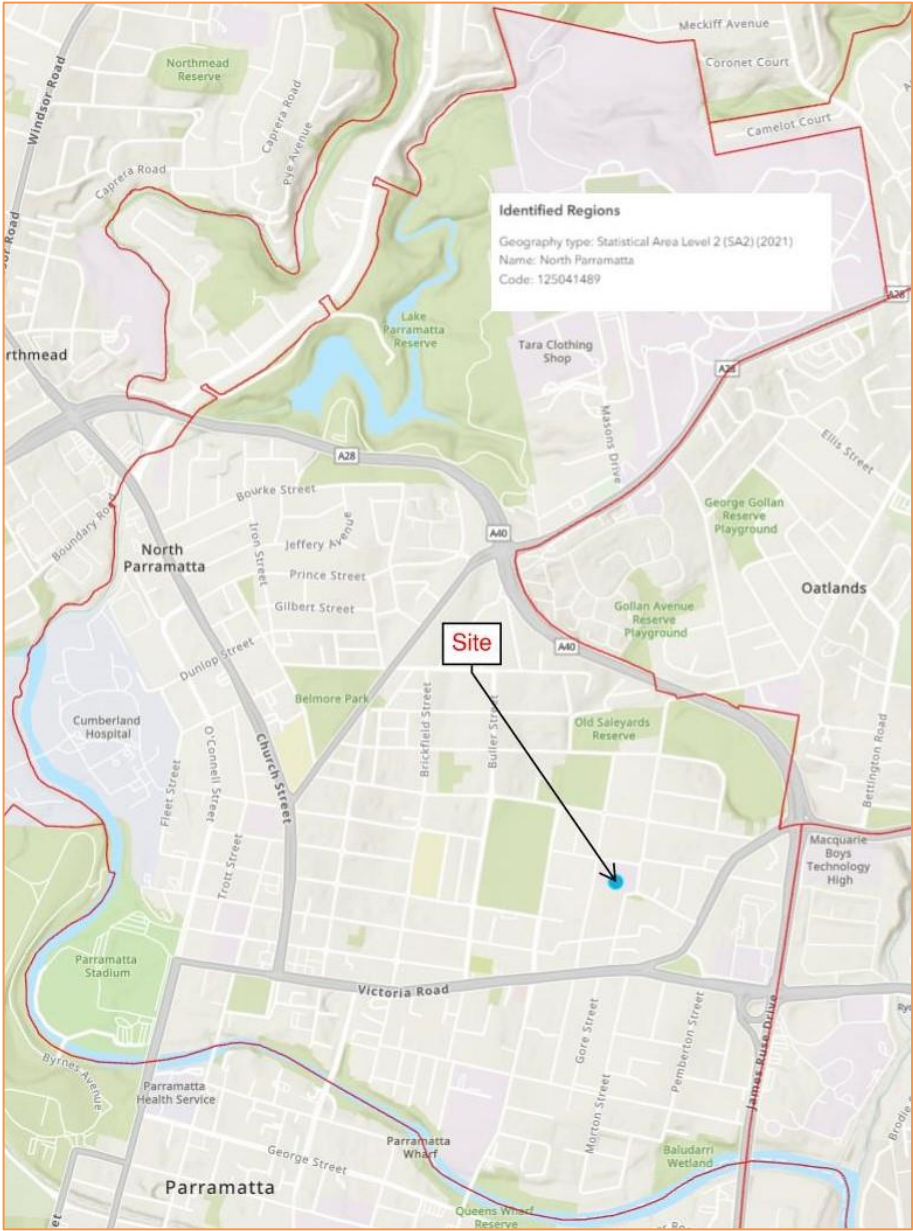 Meckiff Avenue
Northmead
Reserve
Coronet Court
Windsor Road
Caprera Road
Pye Avenue
Camelot Court
Caprera Road
Identified Regions
Geography type: Statistical Area Level 2 (SA2) (2021)
Name: North Parramatta
Code: 125041489
sor Road
A28
Lake
Parramatta
Reserve
Tara Clothing
Shop
rthmead
A28
Masons Drive
Ellis Street
A28
Bourke Street
George Gollan
Reserve
Playground
Boundary Road
Iron Street
A40
Jeffery Avenue
North
Parramatta
Prince Street
Oatlands
Gilbert Street
Gollan Avenue
Reserve
Playground
Site
A40
Dunlop Street
Belmore Park
Brickfield Street
Buller Street
Old Saleyards
Reserve
Cumberland
Hospital
O'Connell Street
Church Street
Bettington Road
Fleet Street
Trott Street
Macquarie
Boys
Technology
High
Parramatta
Stadium
Victoria Road
Gore Street
Pemberton Street
James Ruse Drive
Byrnes Avenue
Parramatta
Health Service
Morton Street
Brodie
George Street
Parramatta
Wharf
Baludarri
Wetland
Parramatta
Queens Wharf
Reserve